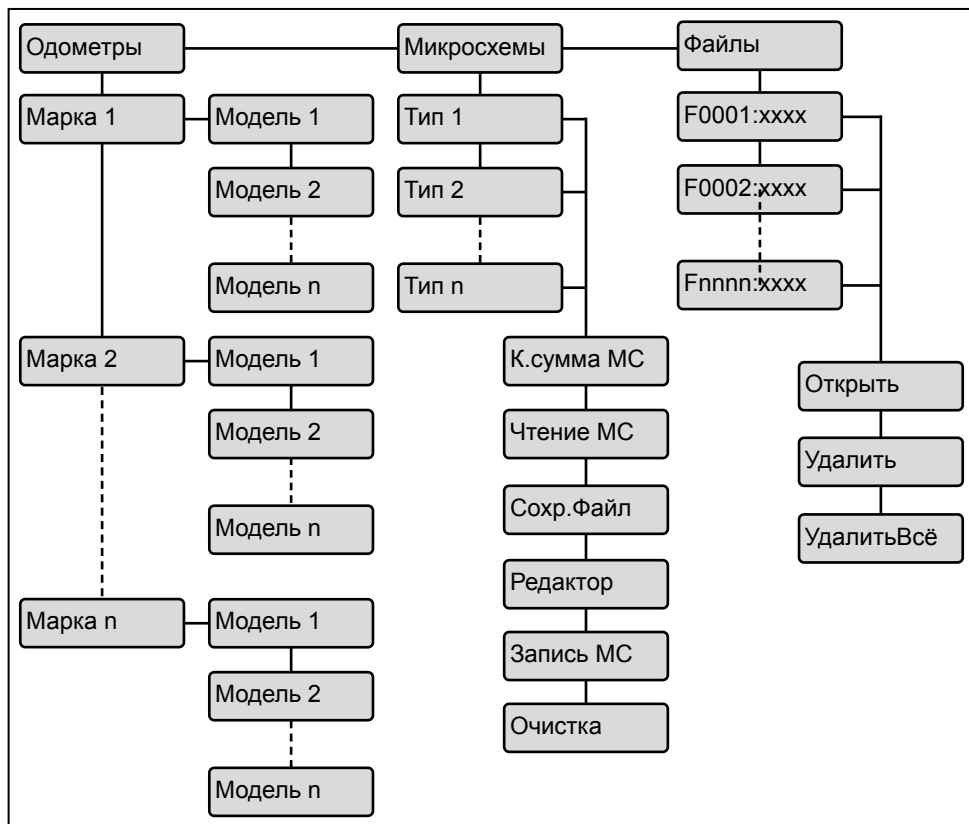 Одометры
Микросхемы
Файлы
Марка 1
Модель 1
Тип 1
F0001:xxxx
Модель 2
Тип 2
F0002:xxxx
Модель n
Тип n
Fnnnn:xxxx
Марка 2
Модель 1
К.сумма МС
Открыть
Модель 2
Чтение МС
Удалить
Модель n
Сохр.Файл
УдалитьВсё
Редактор
Марка n
Модель 1
Запись МС
Модель 2
Очистка
Модель n